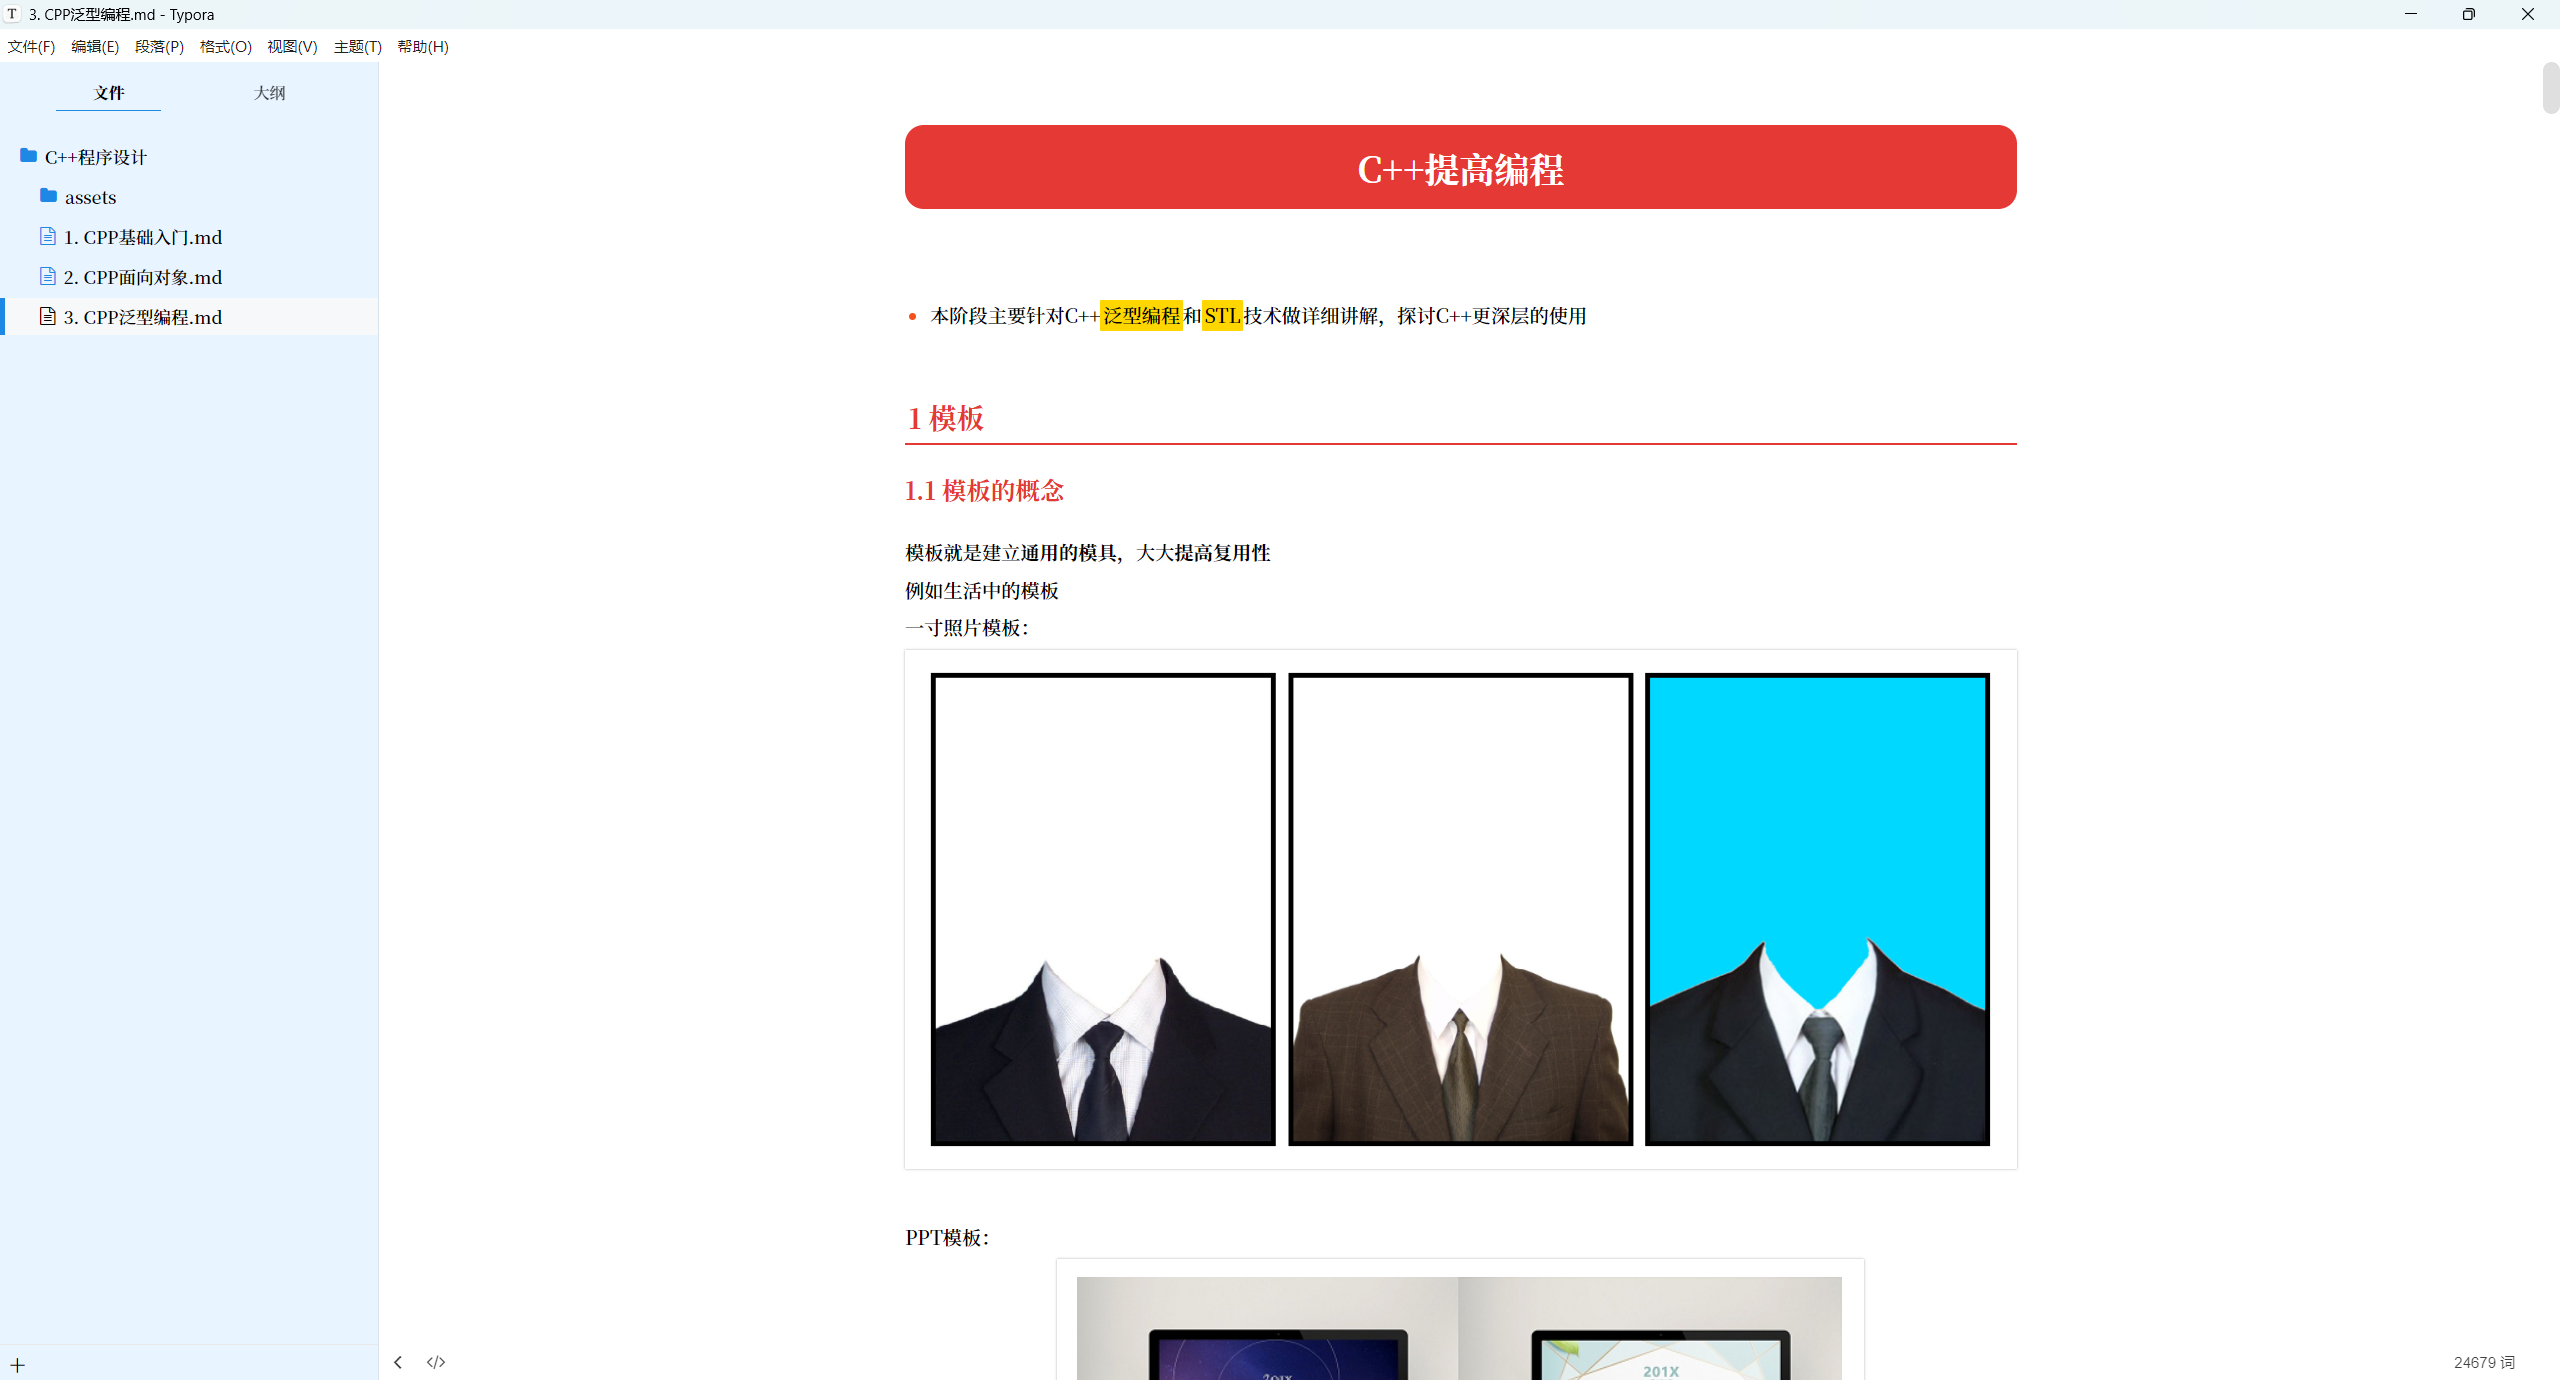 T 3. CPP泛型编程.md - Typora
文件(F) 编辑(E) 段落(P) 格式(O) 视图(V) 主题(T) 帮助(H)
文件 大纲
C++程序设计
assets
1. CPP基础入门.md
2. CPP面向对象.md
3. CPP泛型编程.md
C++提高编程
本阶段主要针对C++泛型编程和STL技术做详细讲解，探讨C++更深层的使用
1 模板
1.1 模板的概念
模板就是建立通用的模具，大大提高复用性
例如生活中的模板
一寸照片模板：
PPT模板：
201X
201X
24679 词